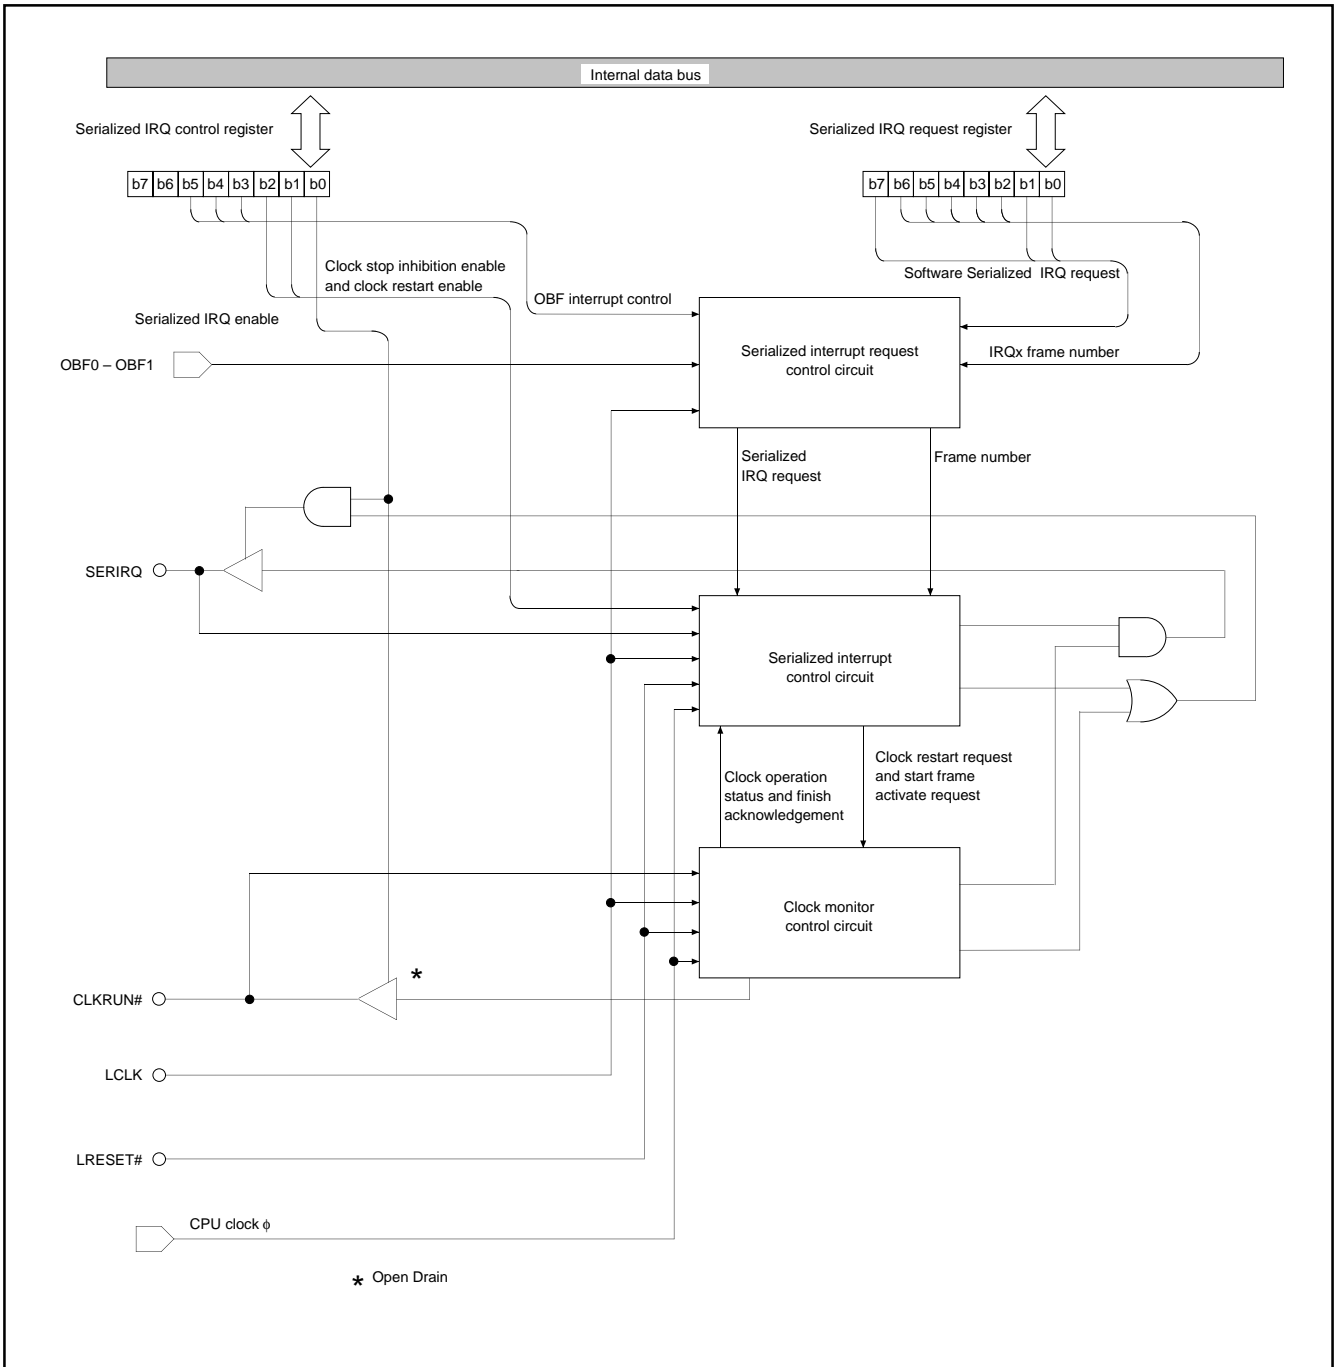 Internal data bus
Serialized IRQ control register
Serialized IRQ request register
b7 b6 b5 b4 b3 b2 b1 b0
b7 b6 b5 b4 b3 b2 b1 b0
Clock stop inhibition enable
and clock restart enable
Software Serialized IRQ request
OBF interrupt control
Serialized IRQ enable
OBF0 – OBF1
Serialized interrupt request
control circuit
IRQx frame number
Serialized
IRQ request
Frame number
SERIRQ
Serialized interrupt
control circuit
Clock operation
status and finish
acknowledgement
Clock restart request
and start frame
activate request
Clock monitor
control circuit
*
CLKRUN#
LCLK
LRESET#
CPU clock φ
* Open Drain